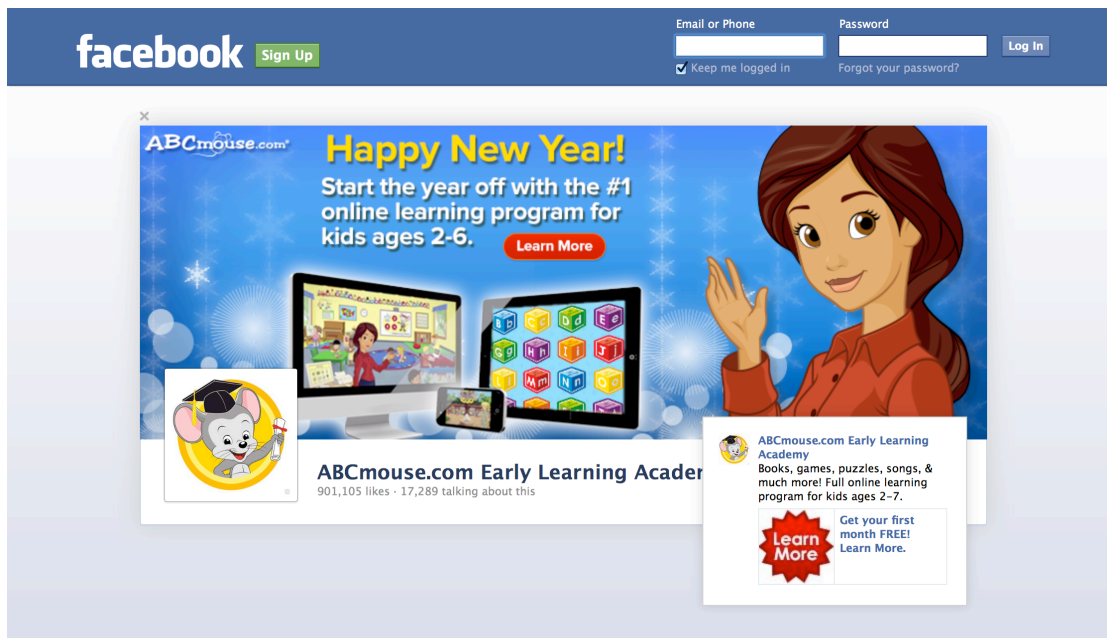 facebook
Sign Up
Email or Phone
Password
Log In
Keep me logged in
Forgot your password?
ABCmouse.com
Happy New Year!
Start the year off with the #1
online learning program for
kids ages 2-6.
Learn More
B b
C c
D d
E e
G g
H h
I i
J j
L l
M m
N n
O o
ABCmouse.com Early Learning Acader
901,105 likes · 17,289 talking about this
ABCmouse.com Early Learning
Academy
Books, games, puzzles, songs, &
much more! Full online learning
program for kids ages 2-7.
Learn
More
Get your first
month FREE!
Learn More.